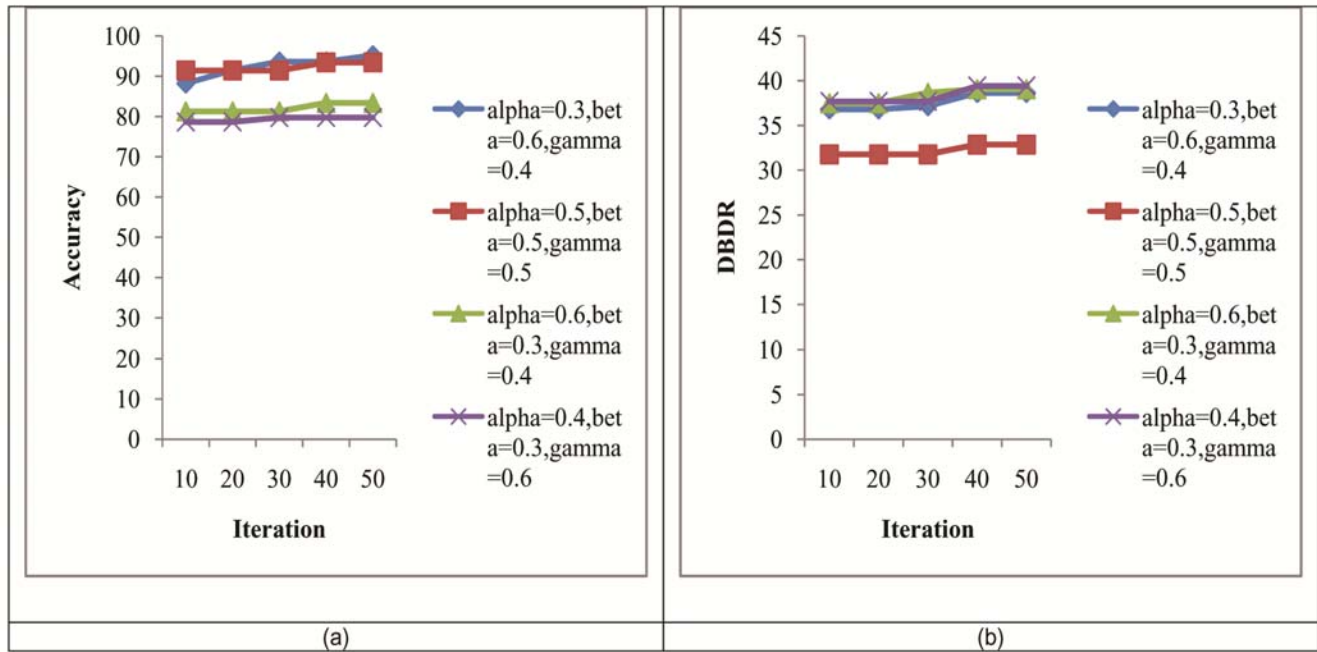 100
90
80
70
60
50
40
30
20
10
0
Accuracy
10 20 30 40 50
Iteration
alpha=0.3,bet
a=0.6,gamma
=0.4
alpha=0.5,bet
a=0.5,gamma
=0.5
alpha=0.6,bet
a=0.3,gamma
=0.4
alpha=0.4,bet
a=0.3,gamma
=0.6
(a)
45
40
35
30
25
20
15
10
5
0
DBDR
10 20 30 40 50
Iteration
alpha=0.3,bet
a=0.6,gamma
=0.4
alpha=0.5,bet
a=0.5,gamma
=0.5
alpha=0.6,bet
a=0.3,gamma
=0.4
alpha=0.4,bet
a=0.3,gamma
=0.6
(b)